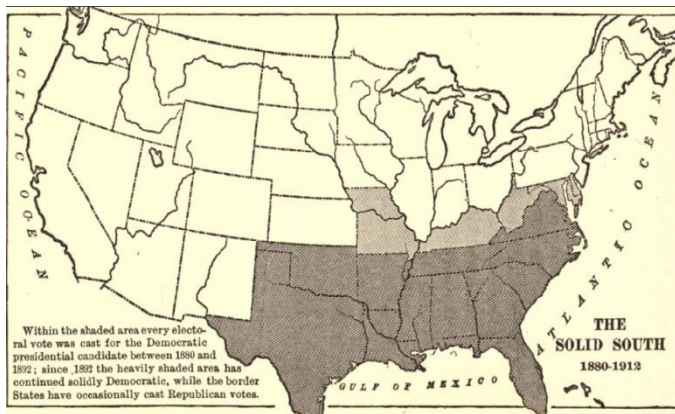 PACIFIC OCEAN
ATLANTIC OCEAN
GULF OF MEXICO
THE
SOLID SOUTH
1880-1912
Within the shaded area every electo-
ral vote was cast for the Democratic
presidential candidate between 1880 and
1892; since 1892 the heavily shaded area has
continued solidly Democratic, while the border
States have occasionally cast Republican votes.